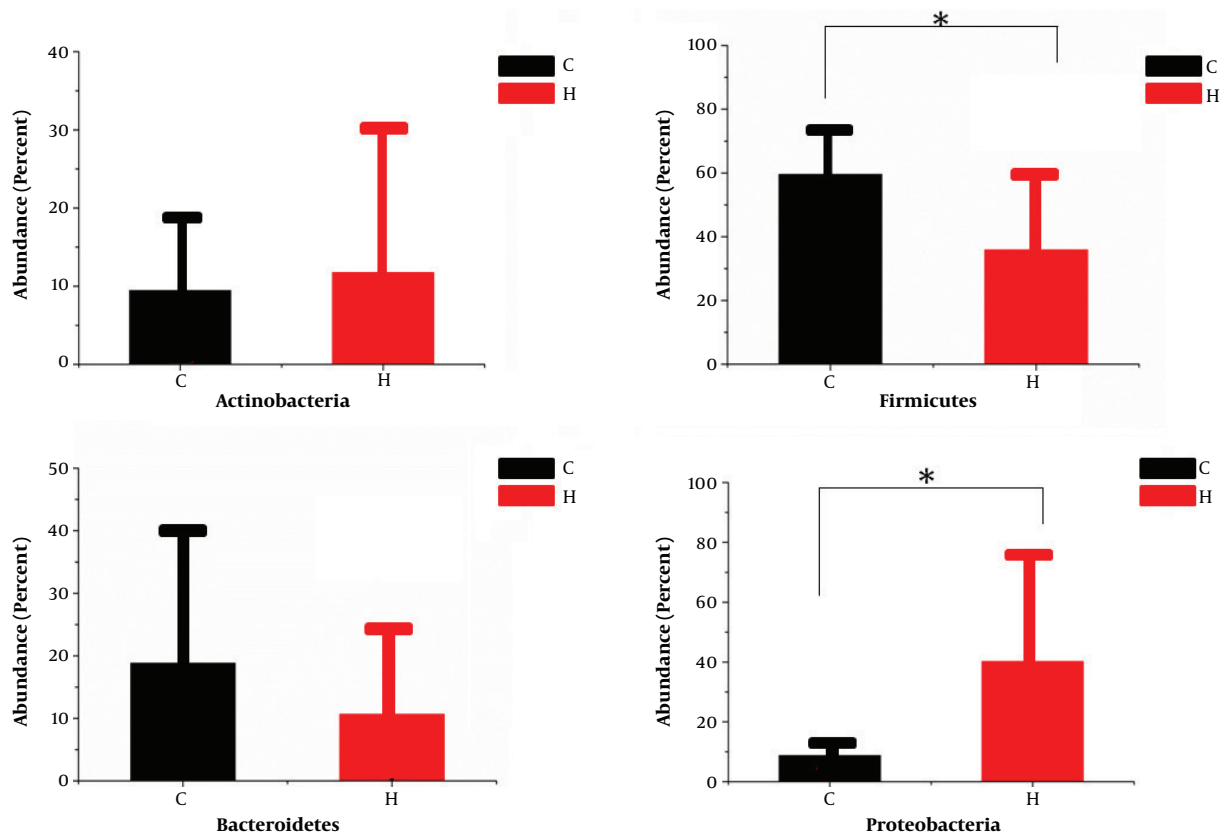 40
30
20
10
0
Abundance (Percent)
C
H
C
H
Actinobacteria
*
100
80
60
40
20
0
Abundance (Percent)
C
H
C
H
Firmicutes
50
40
30
20
10
0
Abundance (Percent)
C
H
C
H
Bacteroidetes
*
100
80
60
40
20
0
Abundance (Percent)
C
H
C
H
Proteobacteria